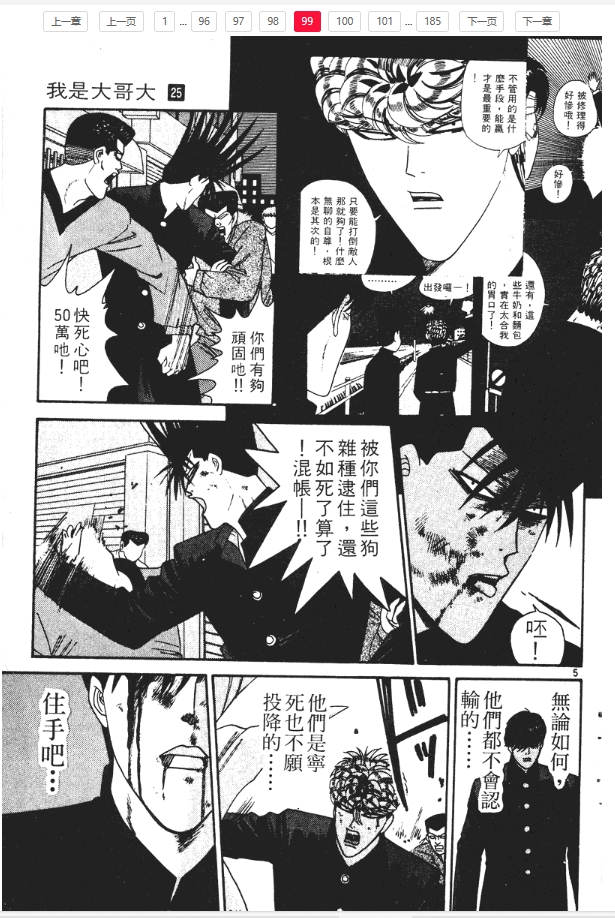 上一章 上一页 1 ... 96 97 98 99 100 101 ... 185 下一页 下一章
我是大哥大 25
被修理得
好慘哦！
好慘！
不管用的是什
麼手段，能贏
才是最重要的
！
只要能打倒敵人
那就夠了！什麼
無聊的自尊，根
本是其次的！
還有，這
些牛奶和麵包
，實在太合我
的胃口了！
出發囉—！
………
你們有夠
頑固吔!!
快死心吧！
50萬吔！
呸！
被你們這些狗
雜種逮住，還
不如死了算了
！混帳—!!
5
無論如何，
他們都不會認
輸的……
他們是寧
死也不願
投降的……
住手吧…